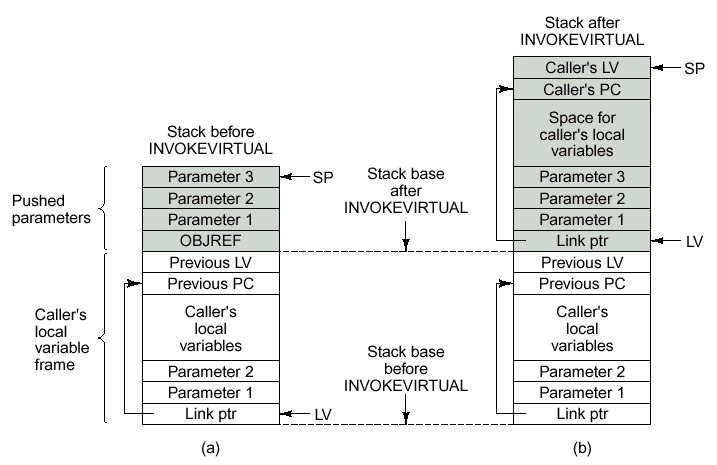 Stack before
INVOKEVIRTUAL
Pushed
parameters
Parameter 3
SP
Parameter 2
Parameter 1
OBJREF
Caller's
local
variable
frame
Previous LV
Previous PC
Caller's
local
variables
Parameter 2
Parameter 1
Link ptr
LV
(a)
Stack base
after
INVOKEVIRTUAL
Stack base
before
INVOKEVIRTUAL
Stack after
INVOKEVIRTUAL
Caller's LV
SP
Caller's PC
Space for
caller's local
variables
Parameter 3
Parameter 2
Parameter 1
Link ptr
LV
Previous LV
Previous PC
Caller's
local
variables
Parameter 2
Parameter 1
Link ptr
(b)